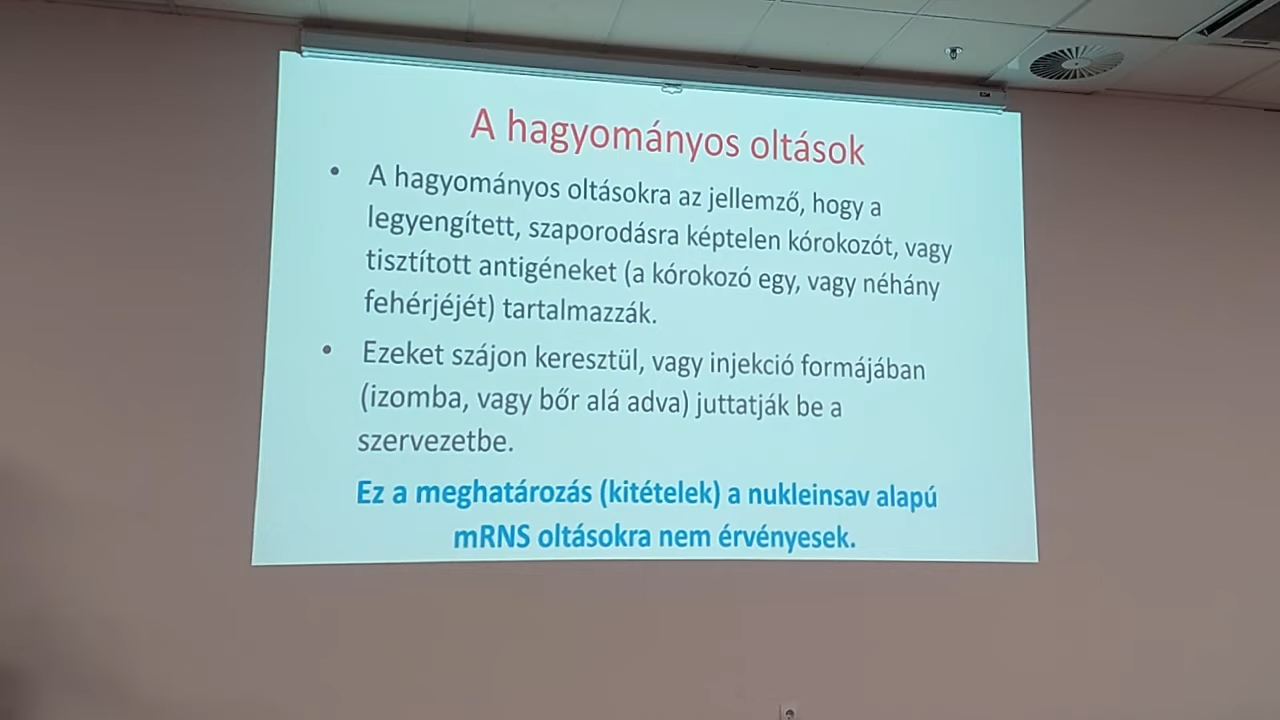 A hagyományos oltások
• A hagyományos oltásokra az jellemző, hogy a
legyengített, szaporodásra képtelen kórokozót, vagy
tisztított antigéneket (a kórokozó egy, vagy néhány
fehérjéjét) tartalmazzák.
• Ezeket szájon keresztül, vagy injekció formájában
(izomba, vagy bőr alá adva) juttatják be a
szervezetbe.
Ez a meghatározás (kitételek) a nukleinsav alapú
mRNS oltásokra nem érvényesek.